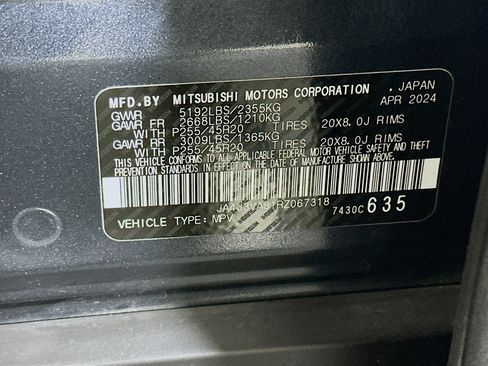 MFD.BY MITSUBISHI MOTORS CORPORATION , JAPAN
GVWR 5192LBS/2355KG APR 2024
GAWR FR 2668LBS/1210KG
WITH P255/45R20 TIRES 20X8.0J RIMS
GAWR RR 3009LBS/1365KG
WITH P255/45R20 TIRES 20X8.0J RIMS
THIS VEHICLE CONFORMS TO ALL APPLICABLE FEDERAL MOTOR VEHICLE SAFETY AND THEFT
PREVENTION STANDARDS IN EFFECT ON THE DATE OF MANUFACTURE SHOWN ABOVE.
7430C 635
VEHICLE TYPE: MPV